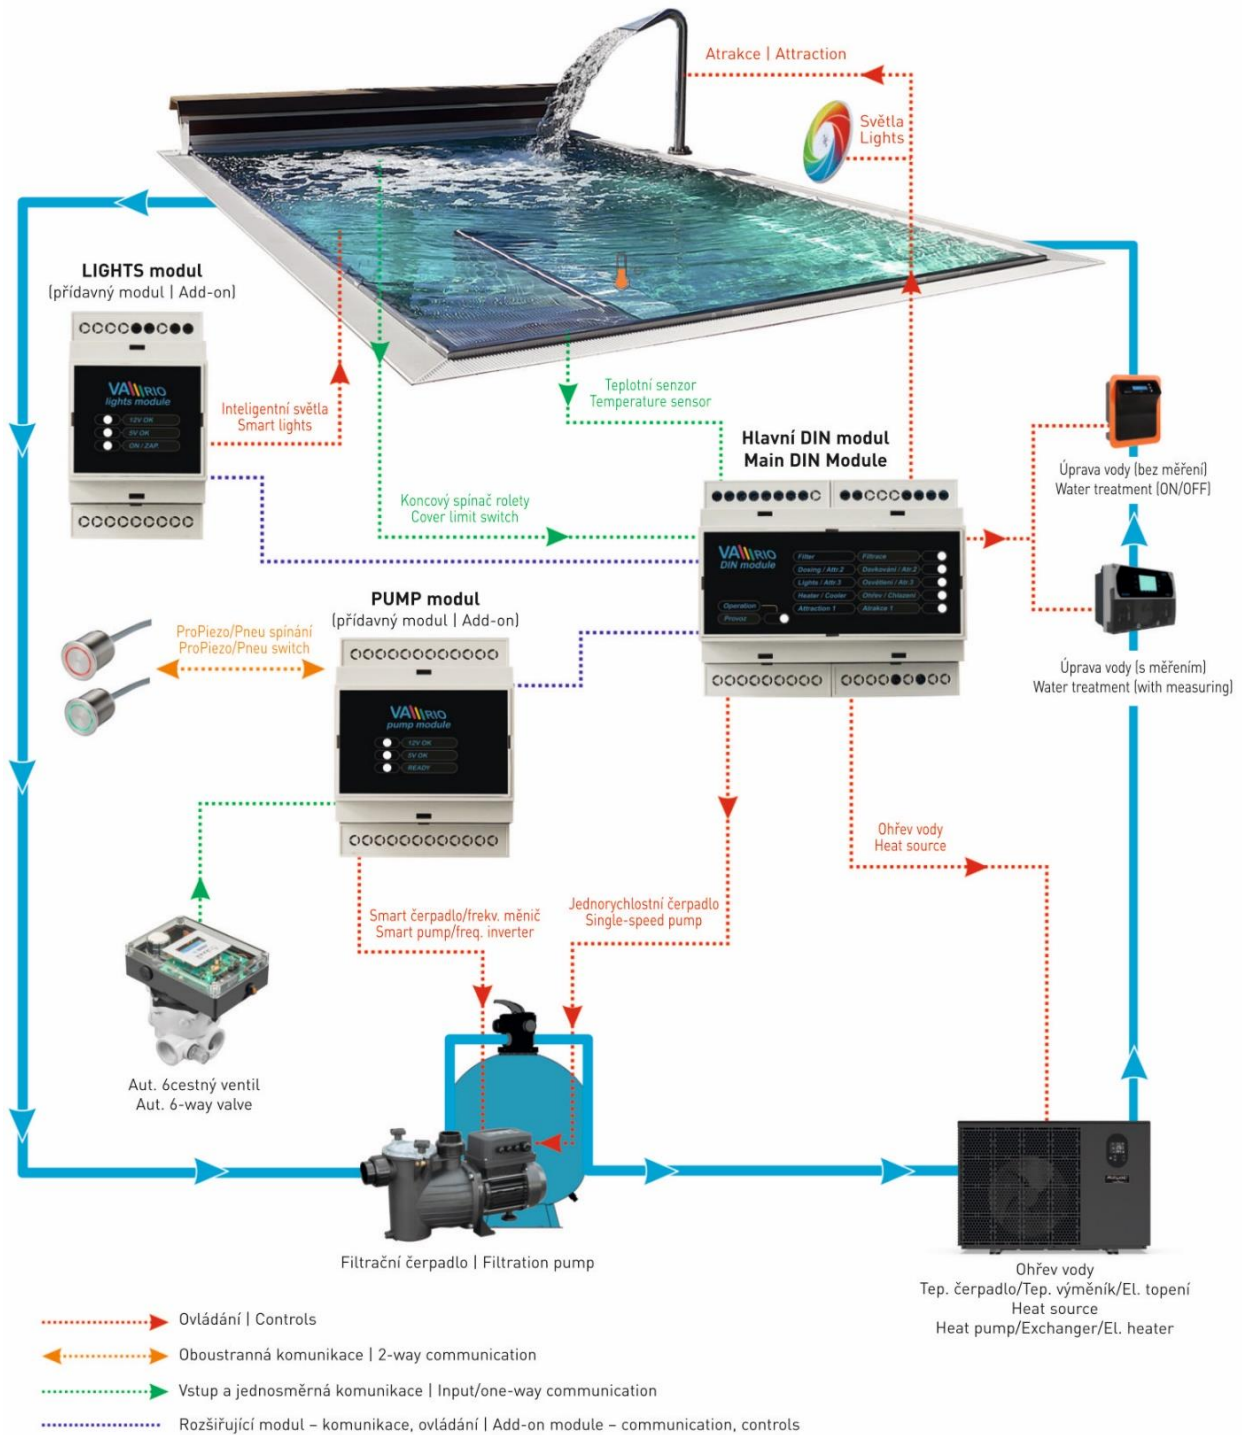 Atrakce | Attraction
Světla
Lights
LIGHTS modul
(přídavný modul | Add-on)
VA RIO
lights module
12V OK
5V OK
ON / ZAP.
Inteligentní světla
Smart lights
Teplotní senzor
Temperature sensor
Koncový spínač rolety
Cover limit switch
Hlavní DIN modul
Main DIN Module
VA RIO
DIN module
Filter Filtrace
Dosing / Attr.2 Davkování / Atr.2
Lights / Attr.3 Osvětlení / Atr.3
Heater / Cooler Ohřev / Chlazení
Attraction 1 Atrakce 1
Operation
Provoz
Úprava vody (bez měření)
Water treatment (ON/OFF)
Úprava vody (s měřením)
Water treatment (with measuring)
PUMP modul
(přídavný modul | Add-on)
ProPiezo/Pneu spínání
ProPiezo/Pneu switch
VA RIO
pump module
12V OK
5V OK
READY
Ohřev vody
Heat source
Smart čerpadlo/frekv. měnič
Smart pump/freq. inverter
Jednorychlostní čerpadlo
Single-speed pump
Aut. 6cestný ventil
Aut. 6-way valve
Filtrační čerpadlo | Filtration pump
Ohřev vody
Tep. čerpadlo/Tep. výměník/El. topení
Heat source
Heat pump/Exchanger/El. heater
Ovládání | Controls
Oboustranná komunikace | 2-way communication
Vstup a jednosměrná komunikace | Input/one-way communication
Rozšiřující modul – komunikace, ovládání | Add-on module – communication, controls